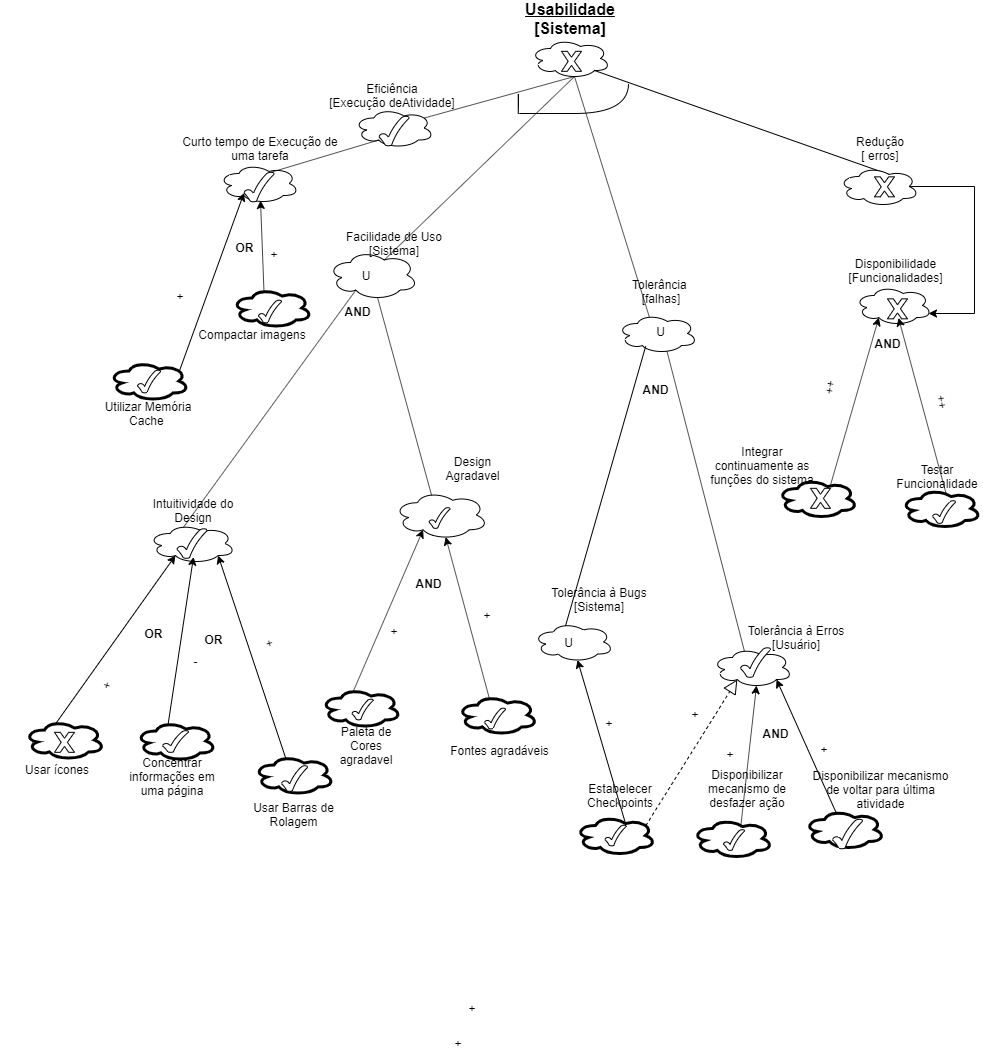 Usabilidade
[Sistema]
X
Eficiência
[Execução deAtividade]
Curto tempo de Execução de
uma tarefa
Redução
[ erros]
X
Facilidade de Uso
[Sistema]
OR
+
U
Disponibilidade
[Funcionalidades]
X
Tolerância
[falhas]
+
AND
Compactar imagens
U
AND
Utilizar Memória
Cache
AND
++
++
Design
Agradavel
Integrar
continuamente as
funções do sistema
X
Testar
Funcionalidade
Intuitividade do
Design
AND
Tolerância à Bugs
[Sistema]
U
OR
OR
+
+
+
Tolerância à Erros
[Usuário]
-
+
+
+
AND
+
+
X
Usar ícones
Concentrar
informações em
uma página
Paleta de
Cores
agradavel
Fontes agradáveis
Usar Barras de
Rolagem
Estabelecer
Checkpoints
Disponibilizar
mecanismo de
desfazer ação
Disponibilizar mecanismo
de voltar para última
atividade
+
+